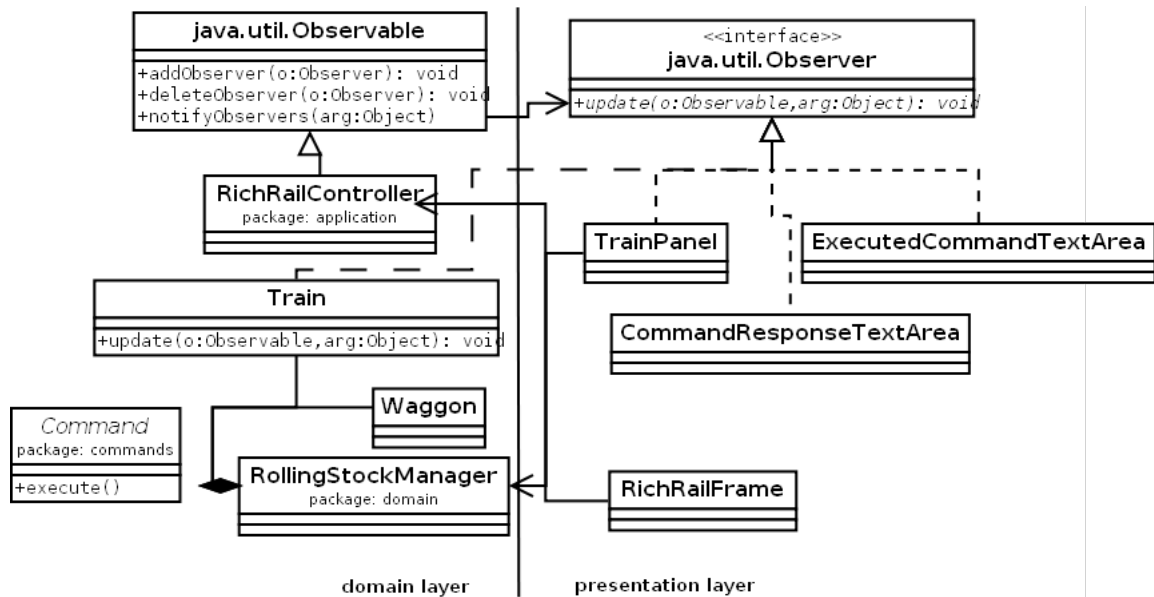 java.util.Observable
+addObserver(o:Observer): void
+deleteObserver(o:Observer): void
+notifyObservers(arg:Object)
<<interface>>
java.util.Observer
+update(o:Observable,arg:Object): void
RichRailController
package: application
TrainPanel
ExecutedCommandTextArea
Train
+update(o:Observable,arg:Object): void
CommandResponseTextArea
Waggon
Command
package: commands
+execute()
RollingStockManager
package: domain
RichRailFrame
domain layer
presentation layer